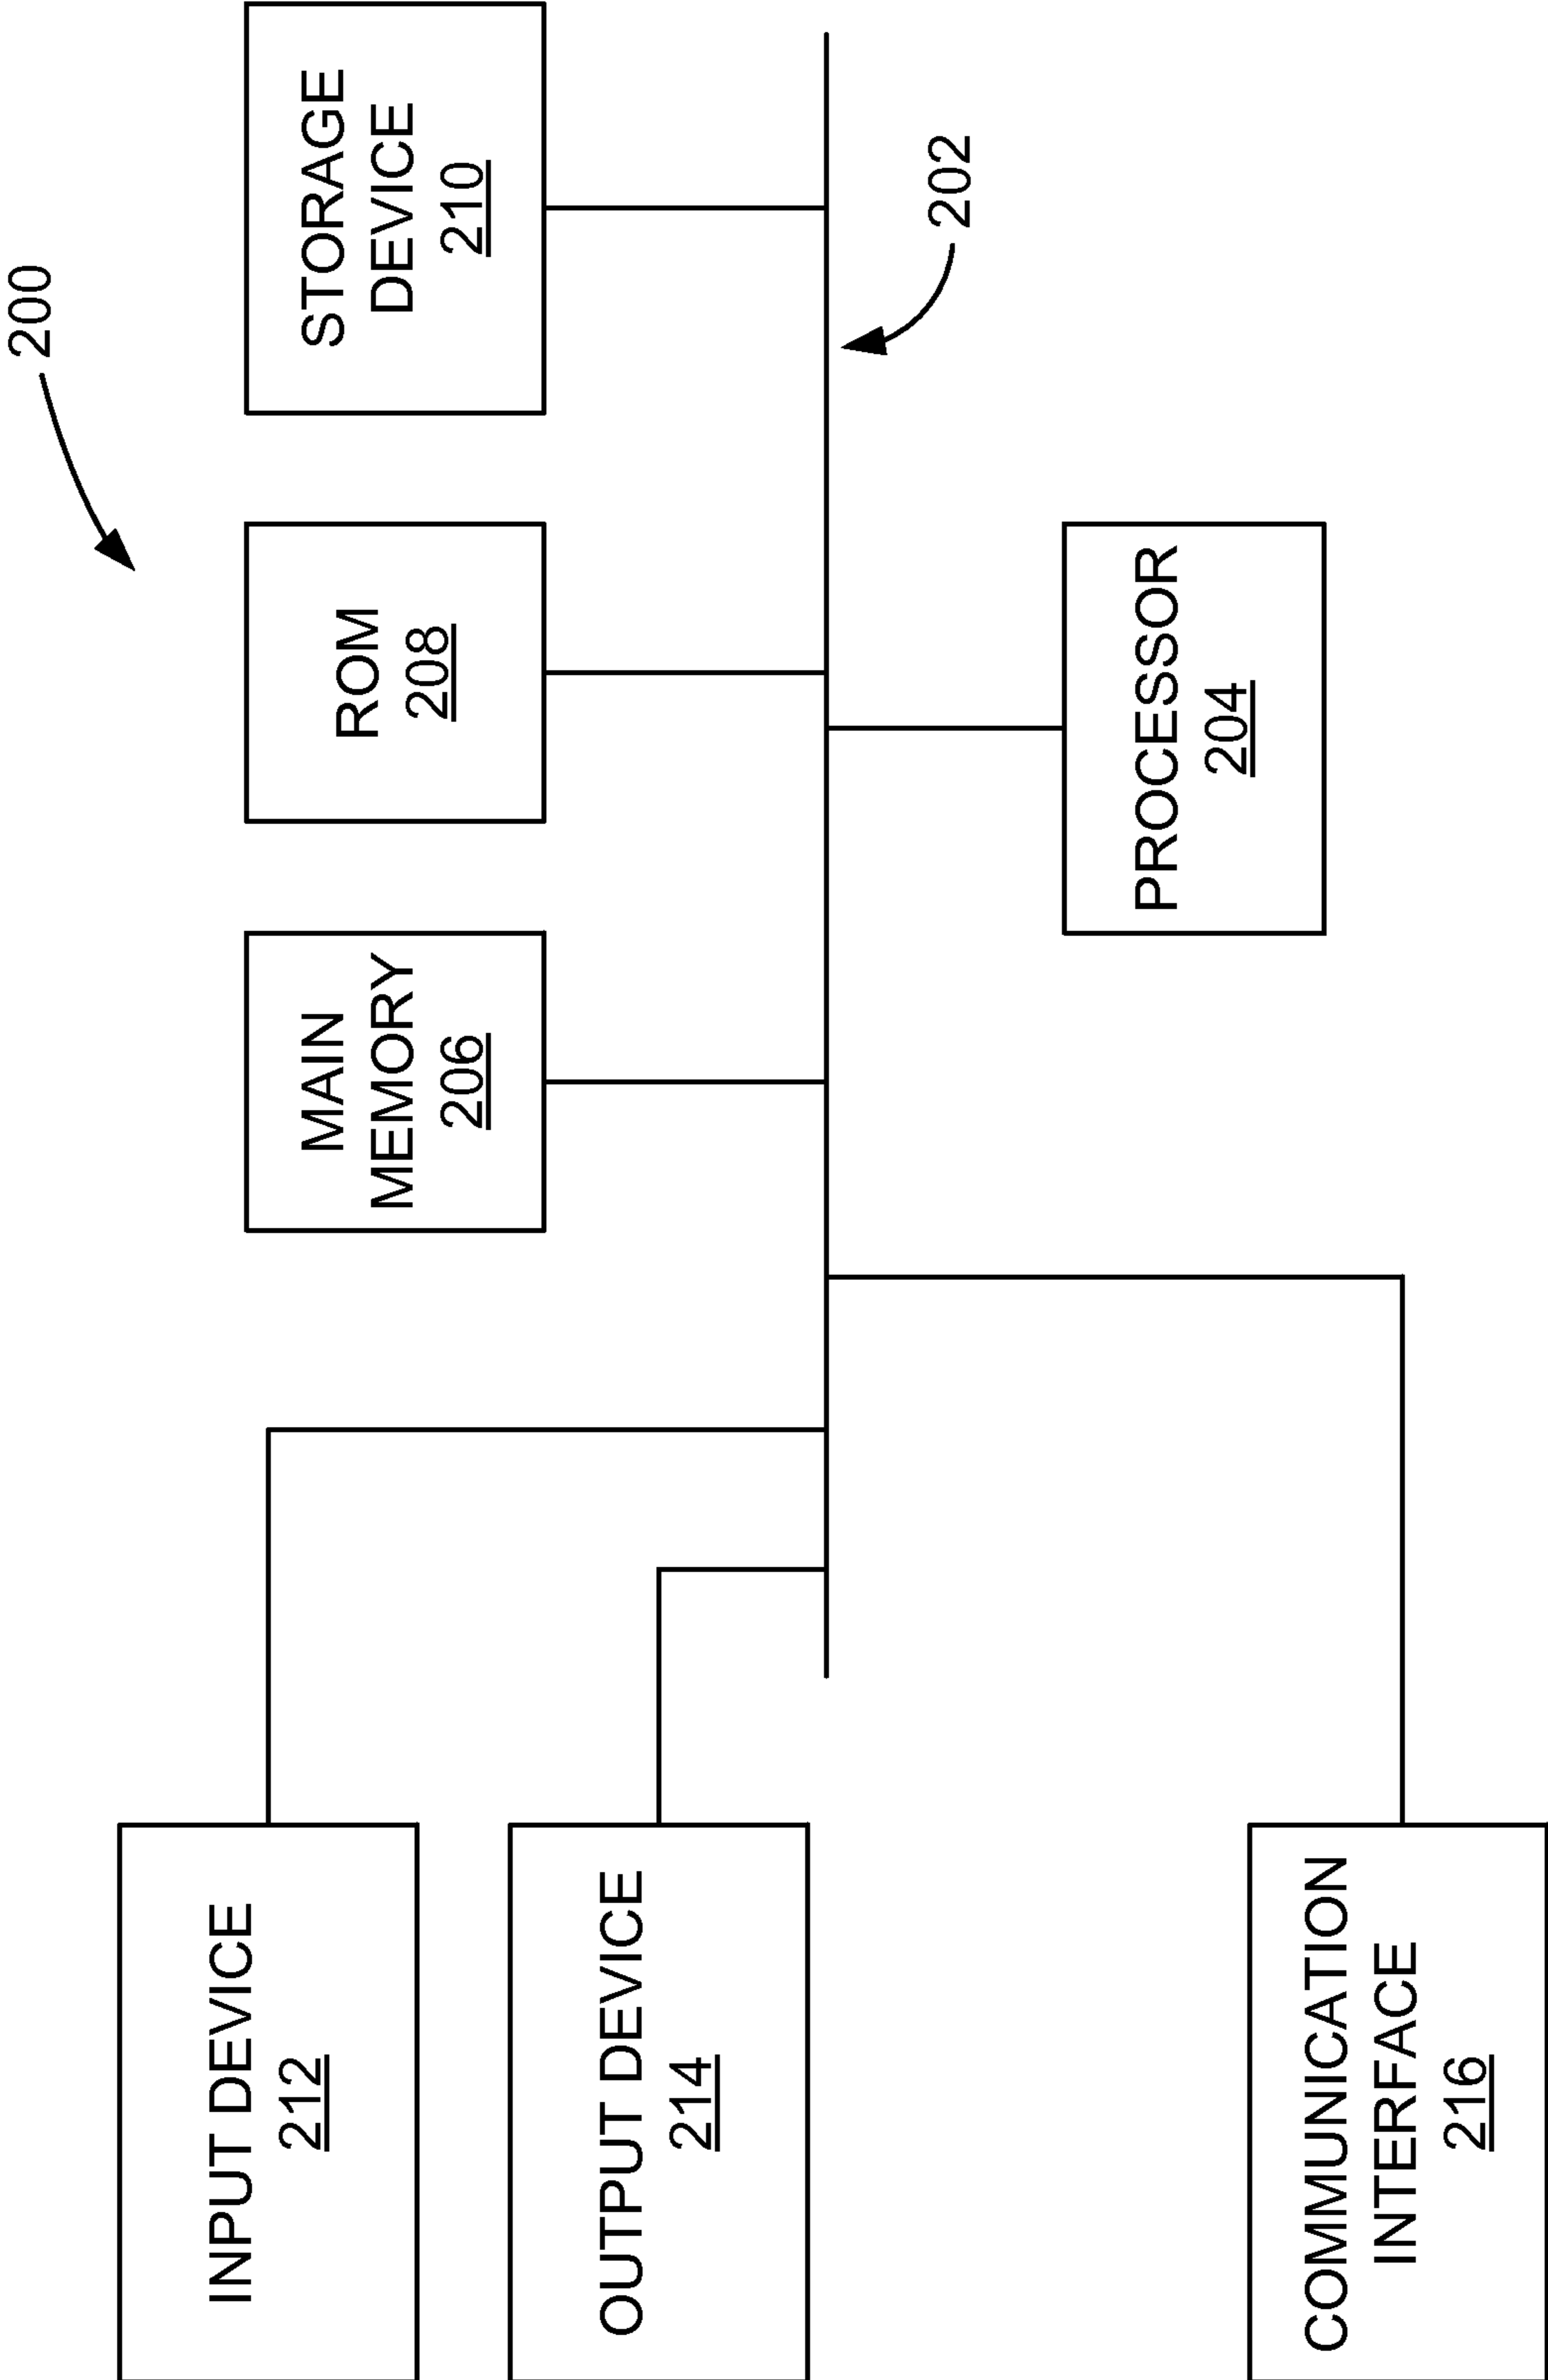 200
INPUT DEVICE
212
MAIN
MEMORY
206
ROM
208
STORAGE
DEVICE
210
OUTPUT DEVICE
214
202
COMMUNICATION
INTERFACE
216
PROCESSOR
204